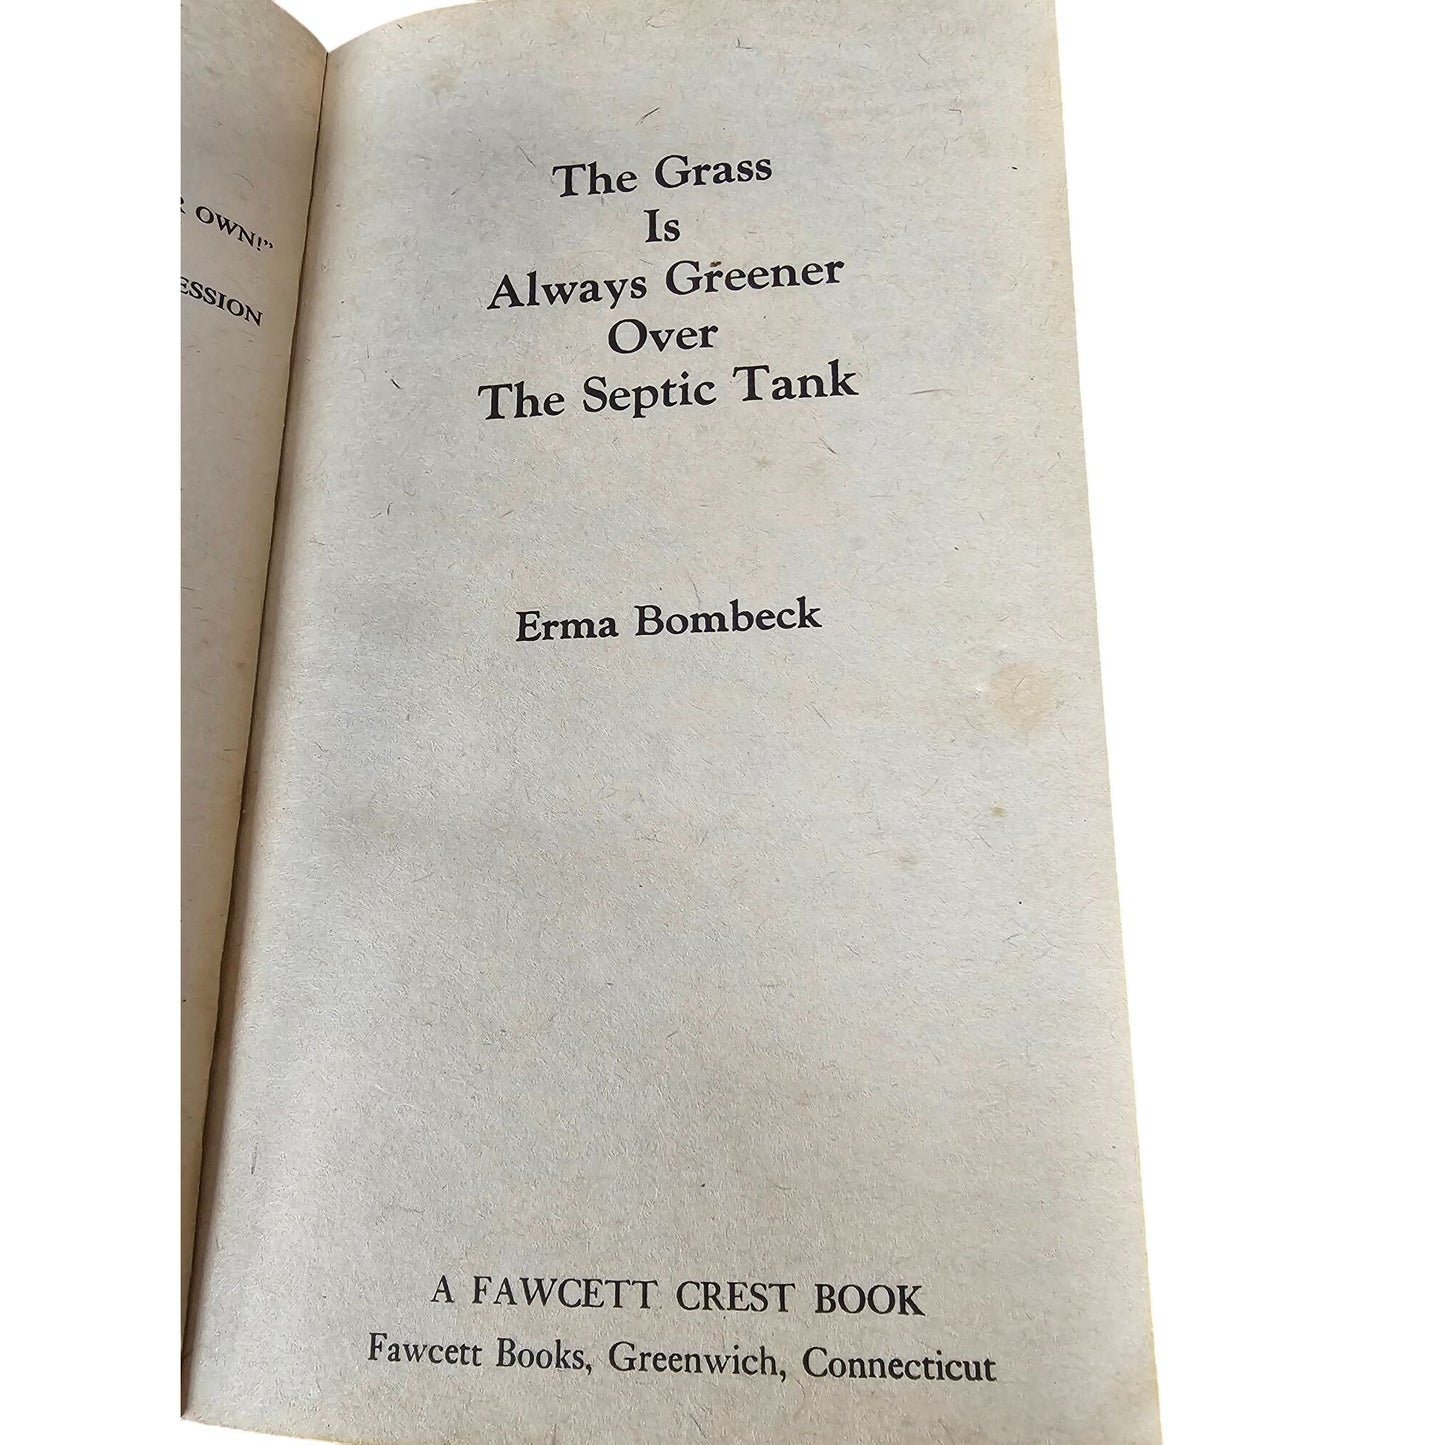 OWN!"
The Grass
Is
Always Greener
Over
The Septic Tank
Erma Bombeck
A FAWCETT CREST BOOK
Fawcett Books, Greenwich, Connecticut